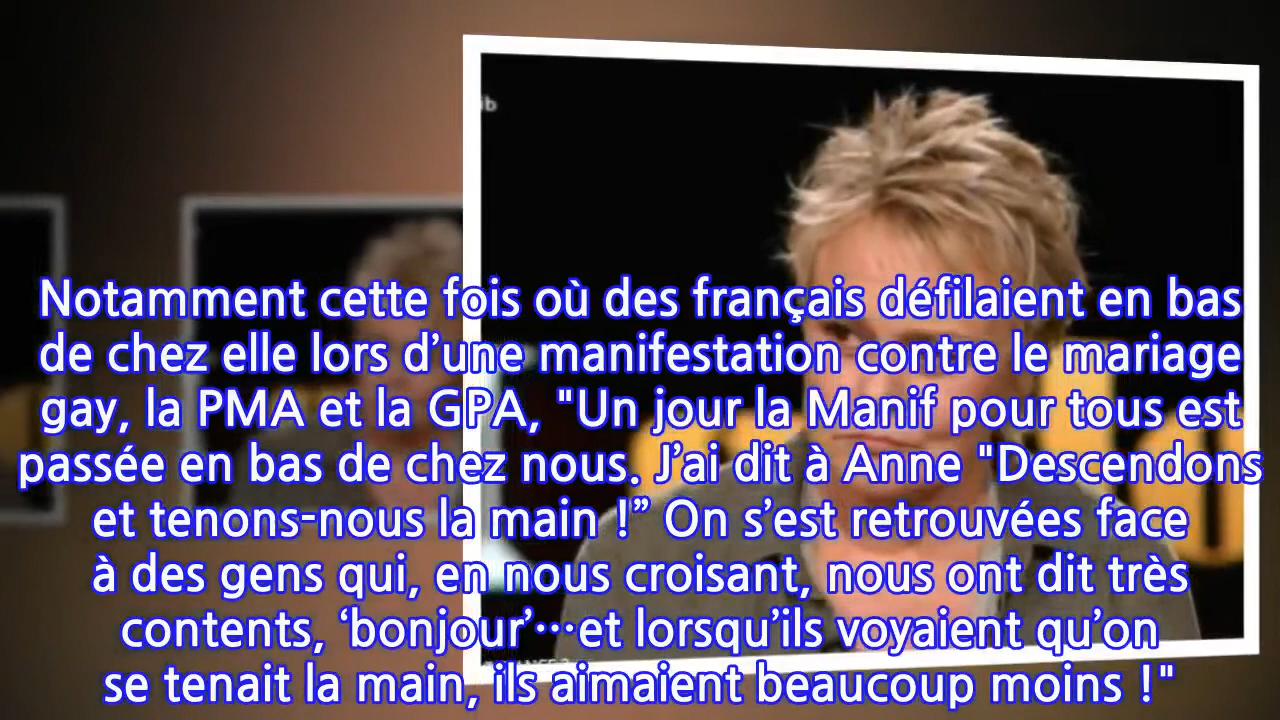 Notamment cette fois où des français défilaient en bas
de chez elle lors d’une manifestation contre le mariage
gay, la PMA et la GPA, "Un jour la Manif pour tous est
passée en bas de chez nous. J’ai dit à Anne "Descendons
et tenons-nous la main !” On s’est retrouvées face
à des gens qui, en nous croisant, nous ont dit très
contents, ‘bonjour’…et lorsqu’ils voyaient qu’on
se tenait la main, ils aimaient beaucoup moins !"